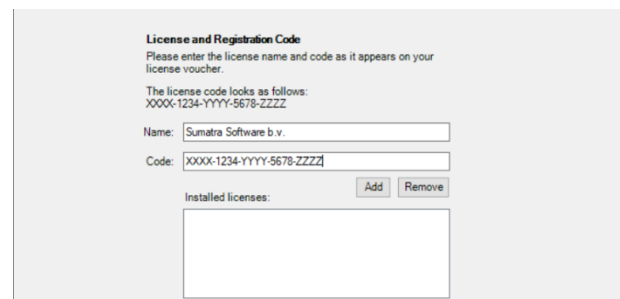 License and Registration Code
Please enter the license name and code as it appears on your
license voucher.
The license code looks as follows:
XXXX-1234-YYYY-5678-ZZZZ
Name: Sumatra Software b.v.
Code: XXXX-1234-YYYY-5678-ZZZZ
Add Remove
Installed licenses: